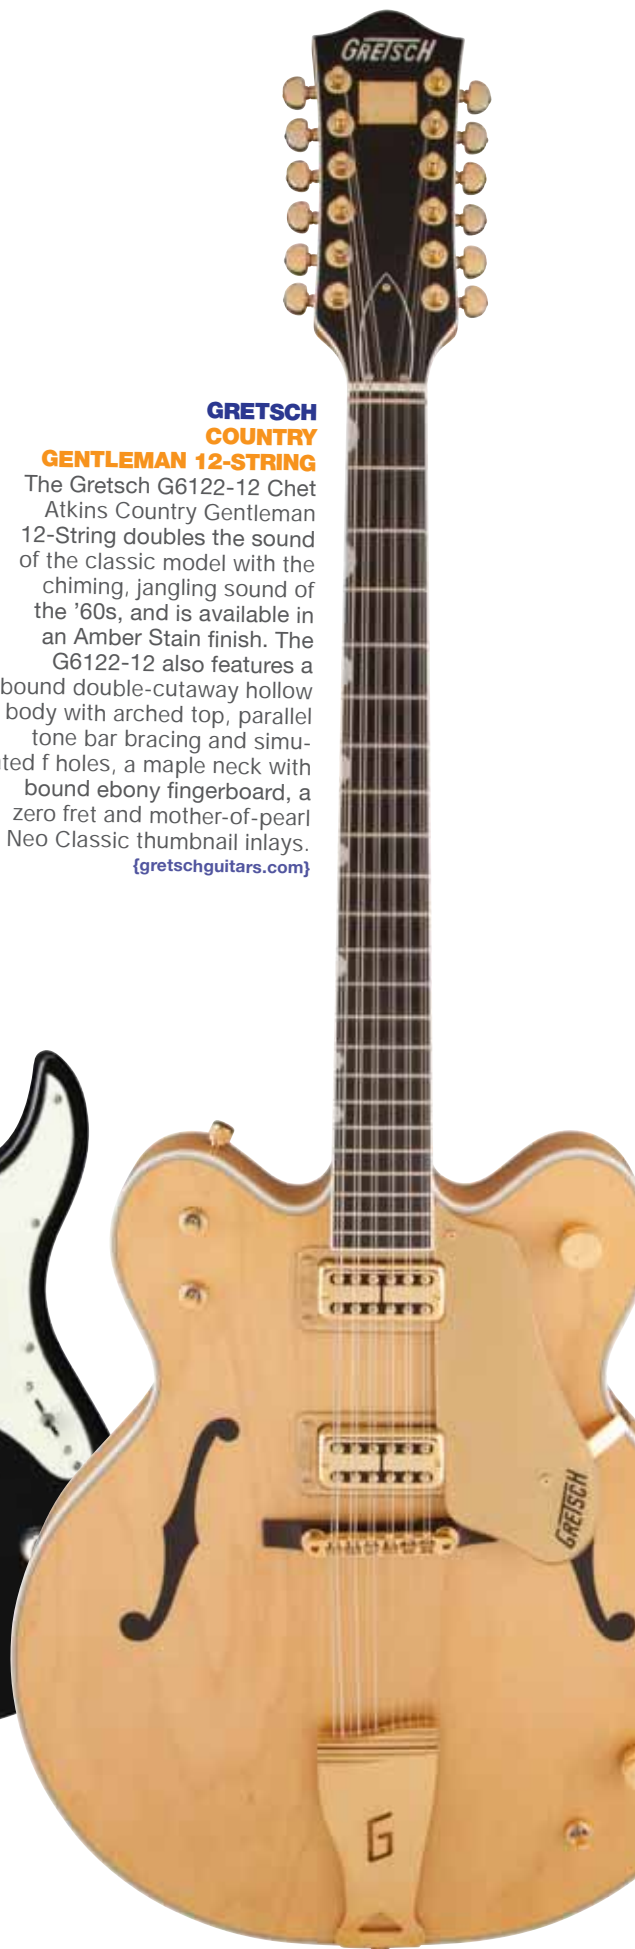 GRETSCH
GRETSCH
COUNTRY
GENTLEMAN 12-STRING
The Gretsch G6122-12 Chet
Atkins Country Gentleman
12-String doubles the sound
of the classic model with the
chiming, jangling sound of
the ’60s, and is available in
an Amber Stain finish. The
G6122-12 also features a
bound double-cutaway hollow
body with arched top, parallel
tone bar bracing and simu-
f holes, a maple neck with
bound ebony fingerboard, a
zero fret and mother-of-pearl
Neo Classic thumbnail inlays.
{gretschguitars.com}
GRETSCH
G